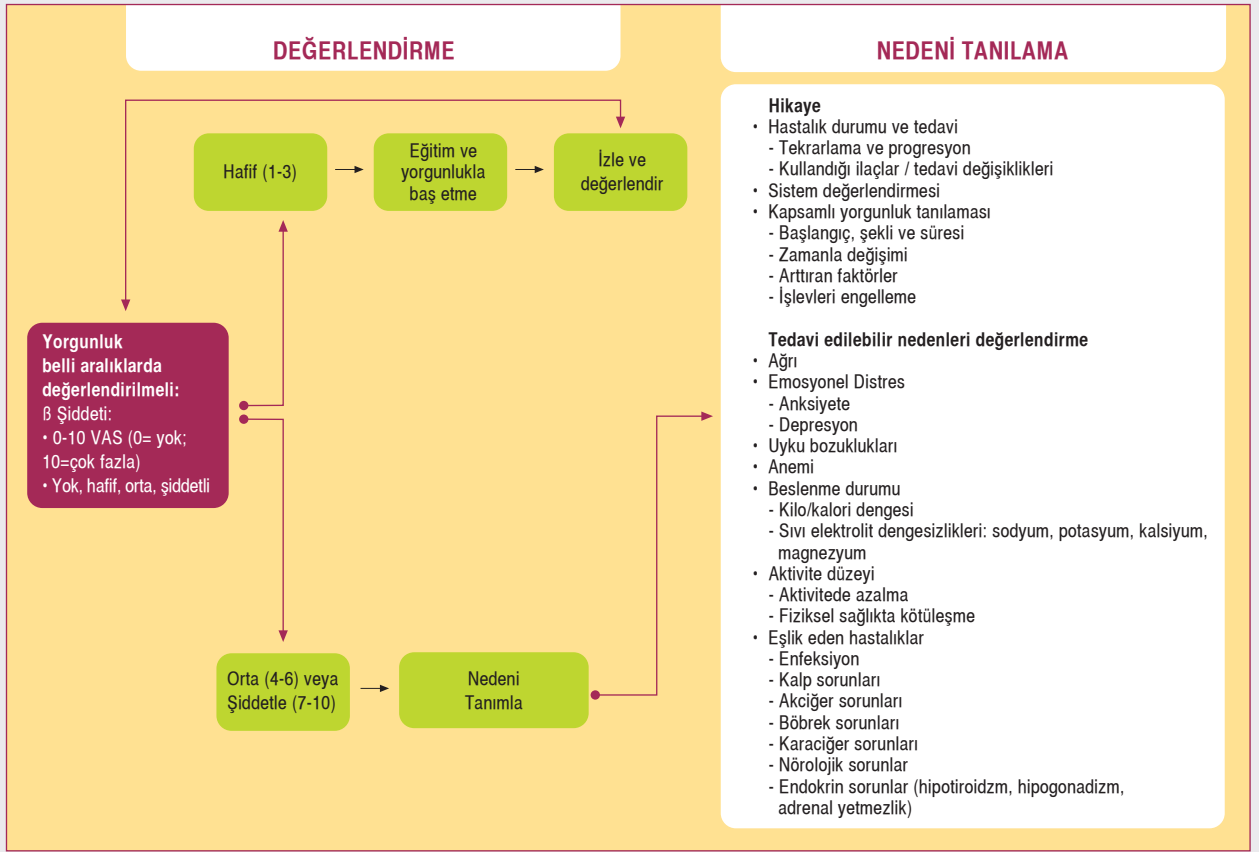 DEĞERLENDİRME
Hafif (1-3)
Eğitim ve
yorgunlukla
baş etme
İzle ve
değerlendir
Yorgunluk
belli aralıklarda
değerlendirilmeli:
ß Şiddeti:
• 0-10 VAS (0= yok;
10=çok fazla)
• Yok, hafif, orta, şiddetli
Orta (4-6) veya
Şiddetle (7-10)
Nedeni
Tanımla
NEDENİ TANILAMA
Hikaye
• Hastalık durumu ve tedavi
- Tekrarlama ve progresyon
- Kullandığı ilaçlar / tedavi değişiklikleri
• Sistem değerlendirmesi
• Kapsamlı yorgunluk tanılaması
- Başlangıç, şekli ve süresi
- Zamanla değişimi
- Arttıran faktörler
- İşlevleri engelleme
Tedavi edilebilir nedenleri değerlendirme
• Ağrı
• Emosyonel Distres
- Anksiyete
- Depresyon
• Uyku bozuklukları
• Anemi
• Beslenme durumu
- Kilo/kalori dengesi
- Sıvı elektrolit dengesizlikleri: sodyum, potasyum, kalsiyum,
magnezyum
• Aktivite düzeyi
- Aktivitede azalma
- Fiziksel sağlıkta kötüleşme
• Eşlik eden hastalıklar
- Enfeksiyon
- Kalp sorunları
- Akciğer sorunları
- Böbrek sorunları
- Karaciğer sorunları
- Nörolojik sorunlar
- Endokrin sorunlar (hipotiroidzm, hipogonadizm,
adrenal yetmezlik)